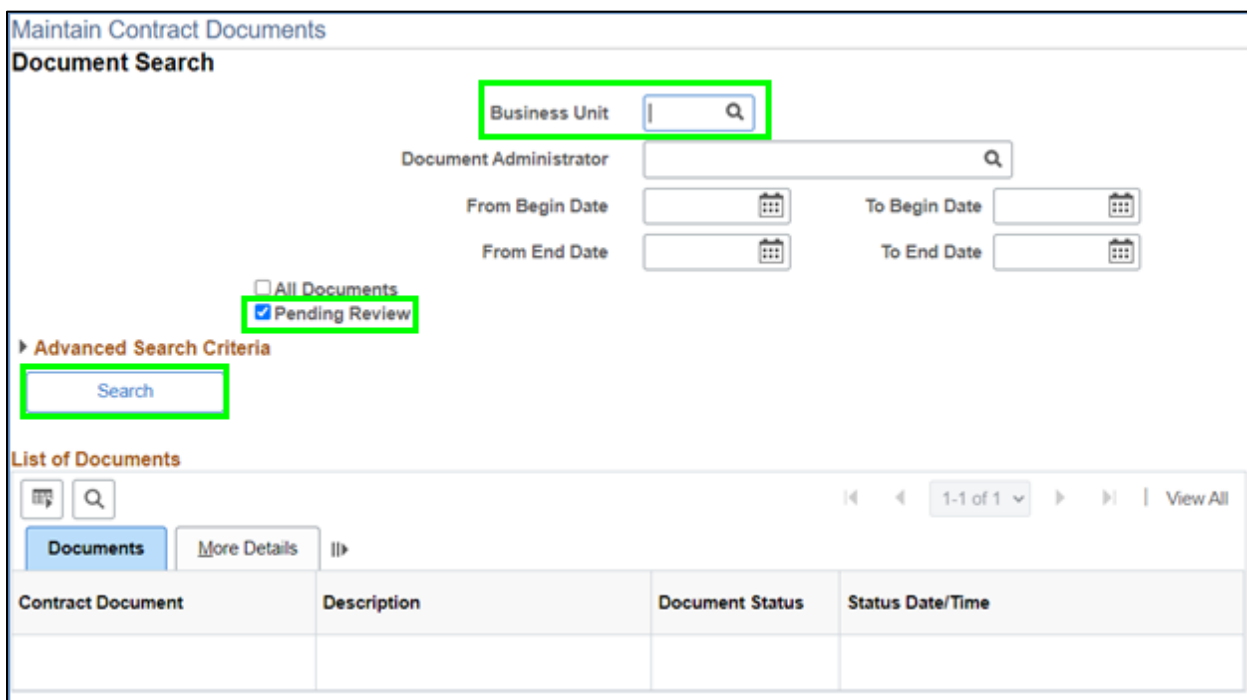 Maintain Contract Documents
Document Search
Business Unit
Document Administrator
From Begin Date To Begin Date
From End Date To End Date
All Documents
Pending Review
Advanced Search Criteria
Search
List of Documents
1-1 of 1 | View All
Documents More Details
Contract Document Description Document Status Status Date/Time